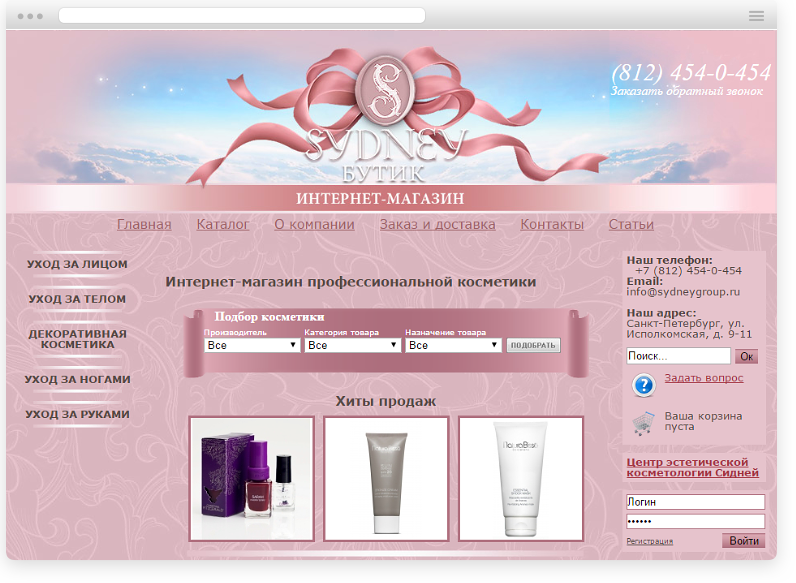 (812) 454-0-454
Заказать обратный звонок
S
SYDNEY
БУТИК
ИНТЕРНЕТ-МАГАЗИН
Главная Каталог О компании Заказ и доставка Контакты Статьи
УХОД ЗА ЛИЦОМ
УХОД ЗА ТЕЛОМ
ДЕКОРАТИВНАЯ
КОСМЕТИКА
УХОД ЗА НОГАМИ
УХОД ЗА РУКАМИ
Интернет-магазин профессиональной косметики
Подбор косметики
Производитель Категория товара Назначение товара
Все Все Все ПОДОБРАТЬ
Хиты продаж
Наш телефон:
+7 (812) 454-0-454
Email:
info@sydneygroup.ru
Наш адрес:
Санкт-Петербург, ул.
Исполкомская, д. 9-11
Поиск... Ок
Задать вопрос
Ваша корзина
пуста
Центр эстетической
косметологии Сидней
Логин
••••••
Регистрация Войти